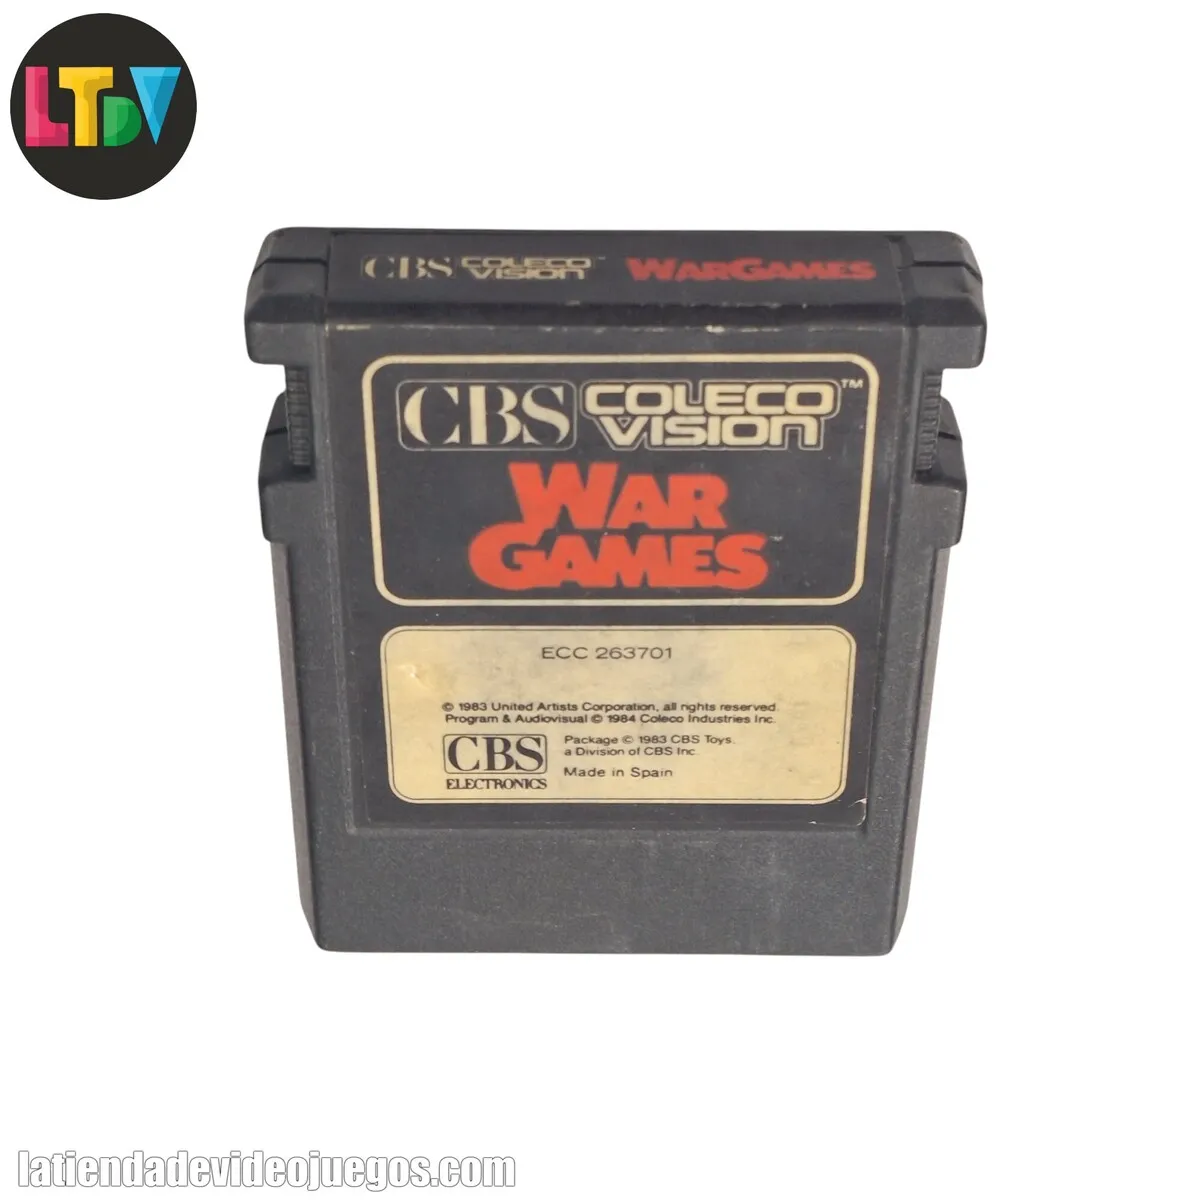 LTDV
CBS COLECO VISION™ WARGAMES
CBS COLECO VISION™
WAR
GAMES
ECC 263701
© 1983 United Artists Corporation, all rights reserved.
Program & Audiovisual © 1984 Coleco Industries Inc.
CBS
ELECTRONICS
Package © 1983 CBS Toys.
a Division of CBS Inc.
Made in Spain
latiendadevideojuegos.com